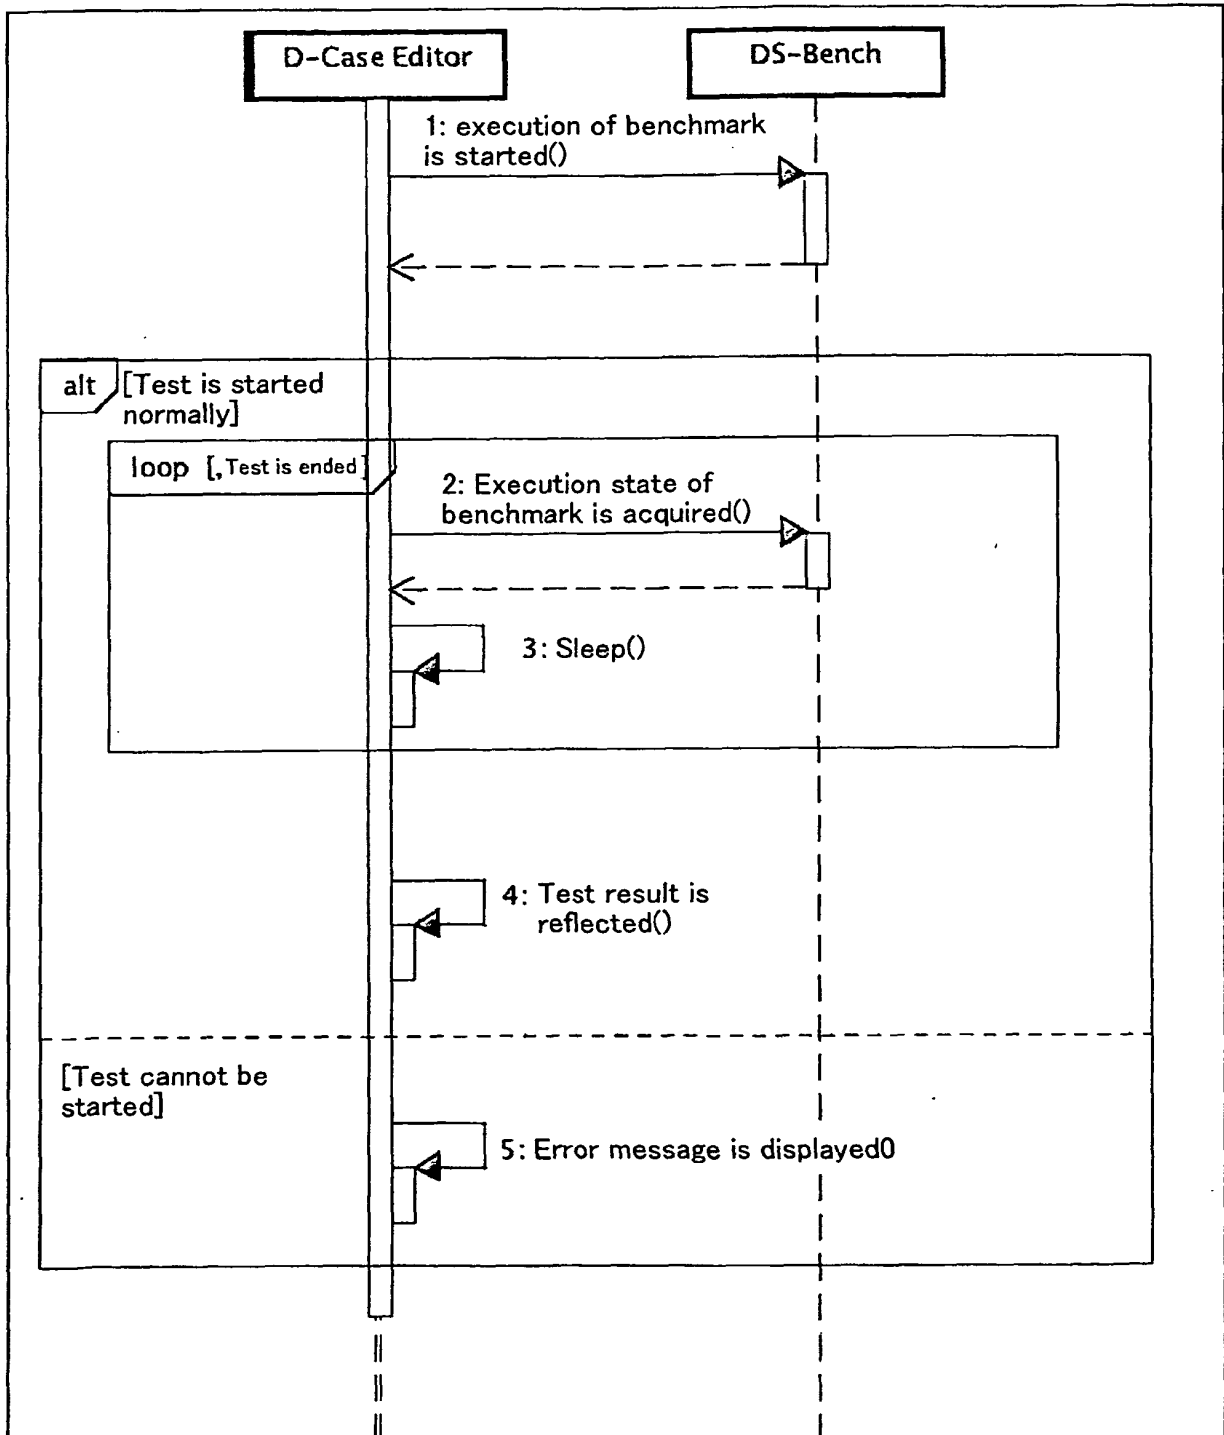 D-Case Editor
DS-Bench
1: execution of benchmark
is started()
alt [Test is started
normally]
loop [,Test is ended]
2: Execution state of
benchmark is acquired()
3: Sleep()
4: Test result is
reflected()
[Test cannot be
started]
5: Error message is displayed0